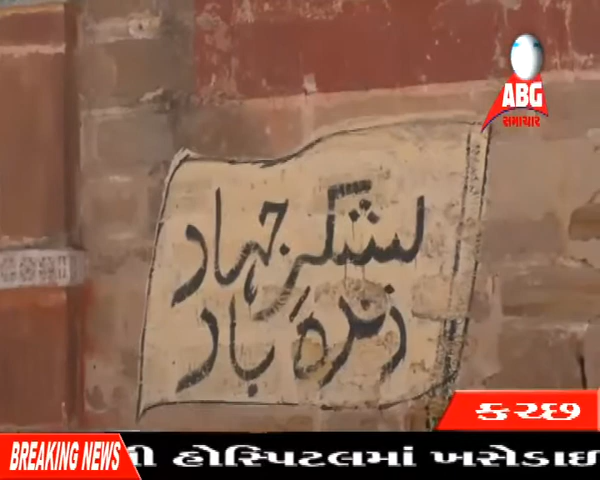 ABG
સમાચાર
لشکرِ جہاد
زندہ باد
કચ્છ
BREAKING NEWS
ી હોસ્પિટલમાં ખસેડાઇ